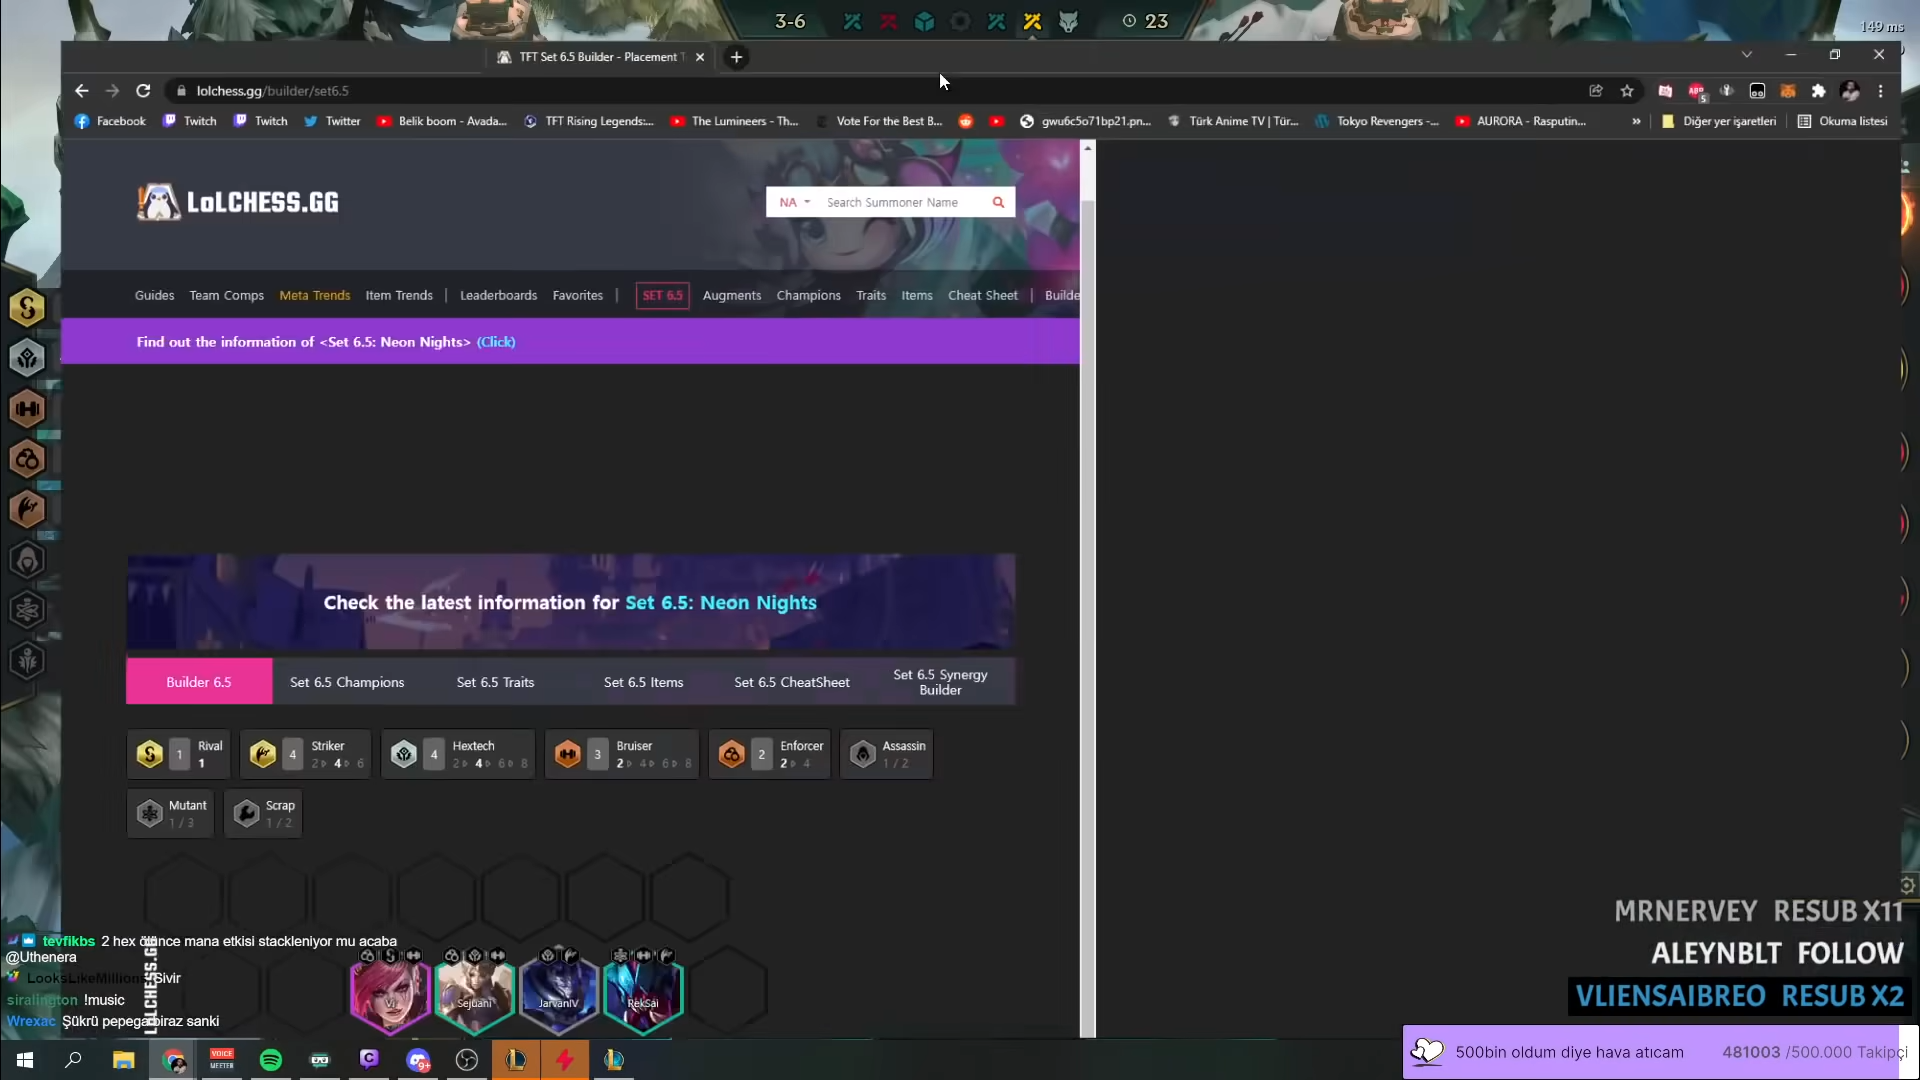 3-6
23
149 ms
TFT Set 6.5 Builder - Placement T
lolchess.gg/builder/set6.5
Facebook
Twitch
Twitch
Twitter
Belik boom - Avada...
TFT Rising Legends:...
The Lumineers - Th...
Vote For the Best B...
gwu6c5o71bp21.pn...
Türk Anime TV | Tür...
Tokyo Revengers -...
AURORA - Rasputin...
»
Diğer yer işaretleri
Okuma listesi
LoLCHESS.GG
NA
Search Summoner Name
Guides
Team Comps
Meta Trends
Item Trends
Leaderboards
Favorites
SET 6.5
Augments
Champions
Traits
Items
Cheat Sheet
Builde
Find out the information of <Set 6.5: Neon Nights> (Click)
Check the latest information for Set 6.5: Neon Nights
Builder 6.5
Set 6.5 Champions
Set 6.5 Traits
Set 6.5 Items
Set 6.5 CheatSheet
Set 6.5 Synergy
Builder
1 Rival
1
4 Striker
2 4 6
4 Hextech
2 4 6 8
3 Bruiser
2 4 6 8
2 Enforcer
2 4
Assassin
1 / 2
Mutant
1 / 3
Scrap
1 / 2
LOLCHESS.GG
Vi
Sejuani
JarvanIV
RekSai
tevfikbs 2 hex ölünce mana etkisi stackleniyor mu acaba
@Uthenera
LooksLikeMillions Sivir
siralington !music
Wrexac Şükrü pepega biraz sanki
MRNERVEY RESUB X11
ALEYNBLT FOLLOW
VLIENSAIBREO RESUB X2
500bin oldum diye hava atıcam
481003 /500.000 Takipçi
VOICE
MEETER
9+